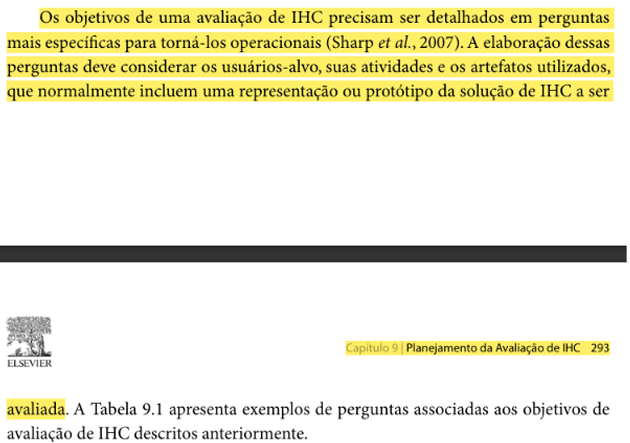 Os objetivos de uma avaliação de IHC precisam ser detalhados em perguntas
mais específicas para torná-los operacionais (Sharp et al., 2007). A elaboração dessas
perguntas deve considerar os usuários-alvo, suas atividades e os artefatos utilizados,
que normalmente incluem uma representação ou protótipo da solução de IHC a ser
ELSEVIER
Capítulo 9 | Planejamento da Avaliação de IHC 293
avaliada. A Tabela 9.1 apresenta exemplos de perguntas associadas aos objetivos de
avaliação de IHC descritos anteriormente.